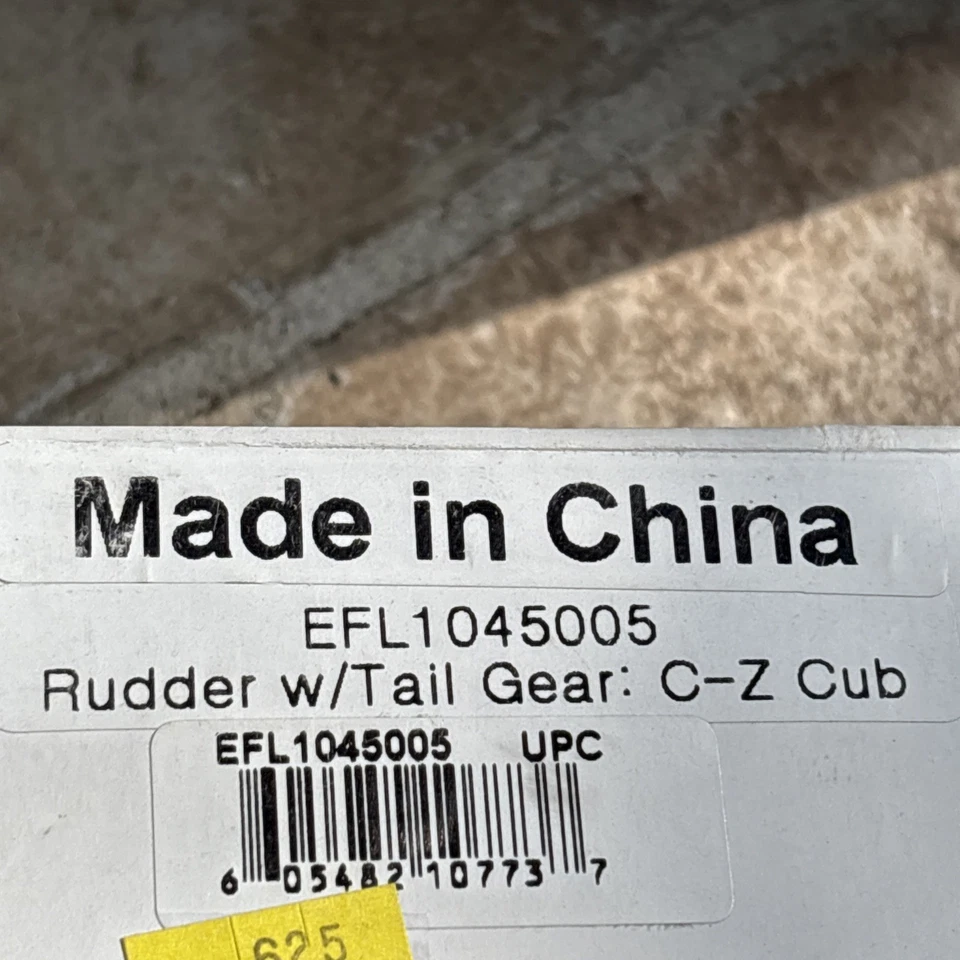 Made in China
EFL1045005
Rudder w/Tail Gear: C-Z Cub
EFL1045005 UPC
6 05482 10773 7
625